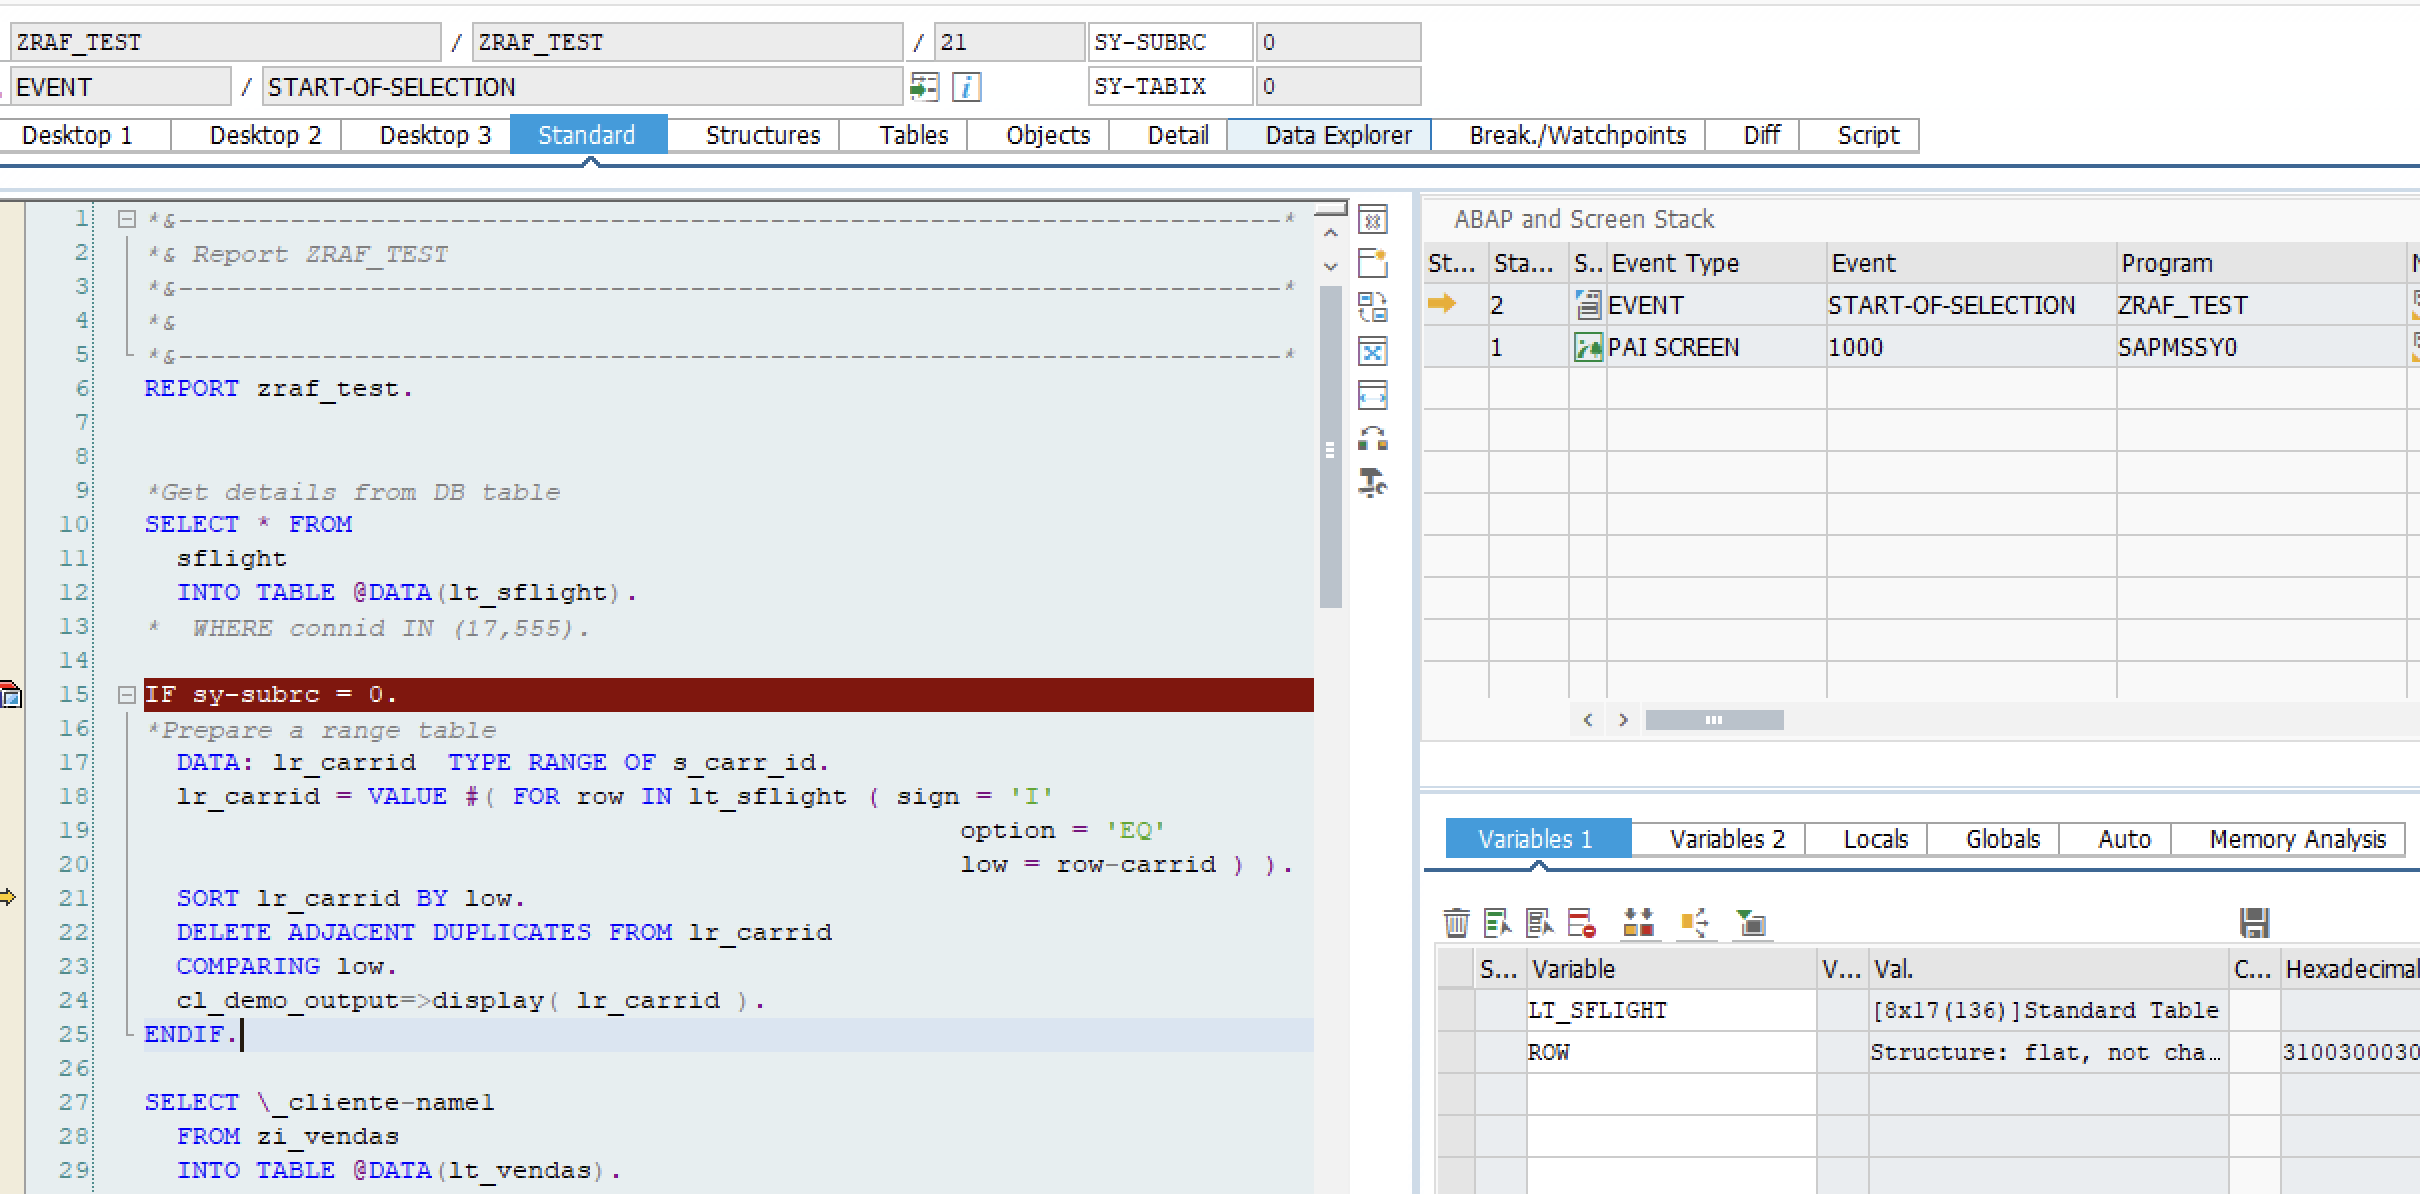 ZRAF_TEST / ZRAF_TEST / 21 SY-SUBRC 0
EVENT / START-OF-SELECTION SY-TABIX 0
Desktop 1 Desktop 2 Desktop 3 Standard Structures Tables Objects Detail Data Explorer Break./Watchpoints Diff Script
1 *&---------------------------------------------------------------------*
2 *& Report ZRAF_TEST
3 *&---------------------------------------------------------------------*
4 *&
5 *&---------------------------------------------------------------------*
6 REPORT zraf_test.
7
8
9 *Get details from DB table
10 SELECT * FROM
11 sflight
12 INTO TABLE @DATA(lt_sflight).
13 * WHERE connid IN (17,555).
14
15 IF sy-subrc = 0.
16 *Prepare a range table
17 DATA: lr_carrid TYPE RANGE OF s_carr_id.
18 lr_carrid = VALUE #( FOR row IN lt_sflight ( sign = 'I'
19 option = 'EQ'
20 low = row-carrid ) ).
21 SORT lr_carrid BY low.
22 DELETE ADJACENT DUPLICATES FROM lr_carrid
23 COMPARING low.
24 cl_demo_output=>display( lr_carrid ).
25 ENDIF.
26
27 SELECT \_cliente-name1
28 FROM zi_vendas
29 INTO TABLE @DATA(lt_vendas).
ABAP and Screen Stack
St... Sta... S.. Event Type Event Program
2 EVENT START-OF-SELECTION ZRAF_TEST
1 PAI SCREEN 1000 SAPMSSY0
Variables 1 Variables 2 Locals Globals Auto Memory Analysis
S... Variable V... Val. C... Hexadecimal
LT_SFLIGHT [8x17(136)]Standard Table
ROW Structure: flat, not cha... 3100300030